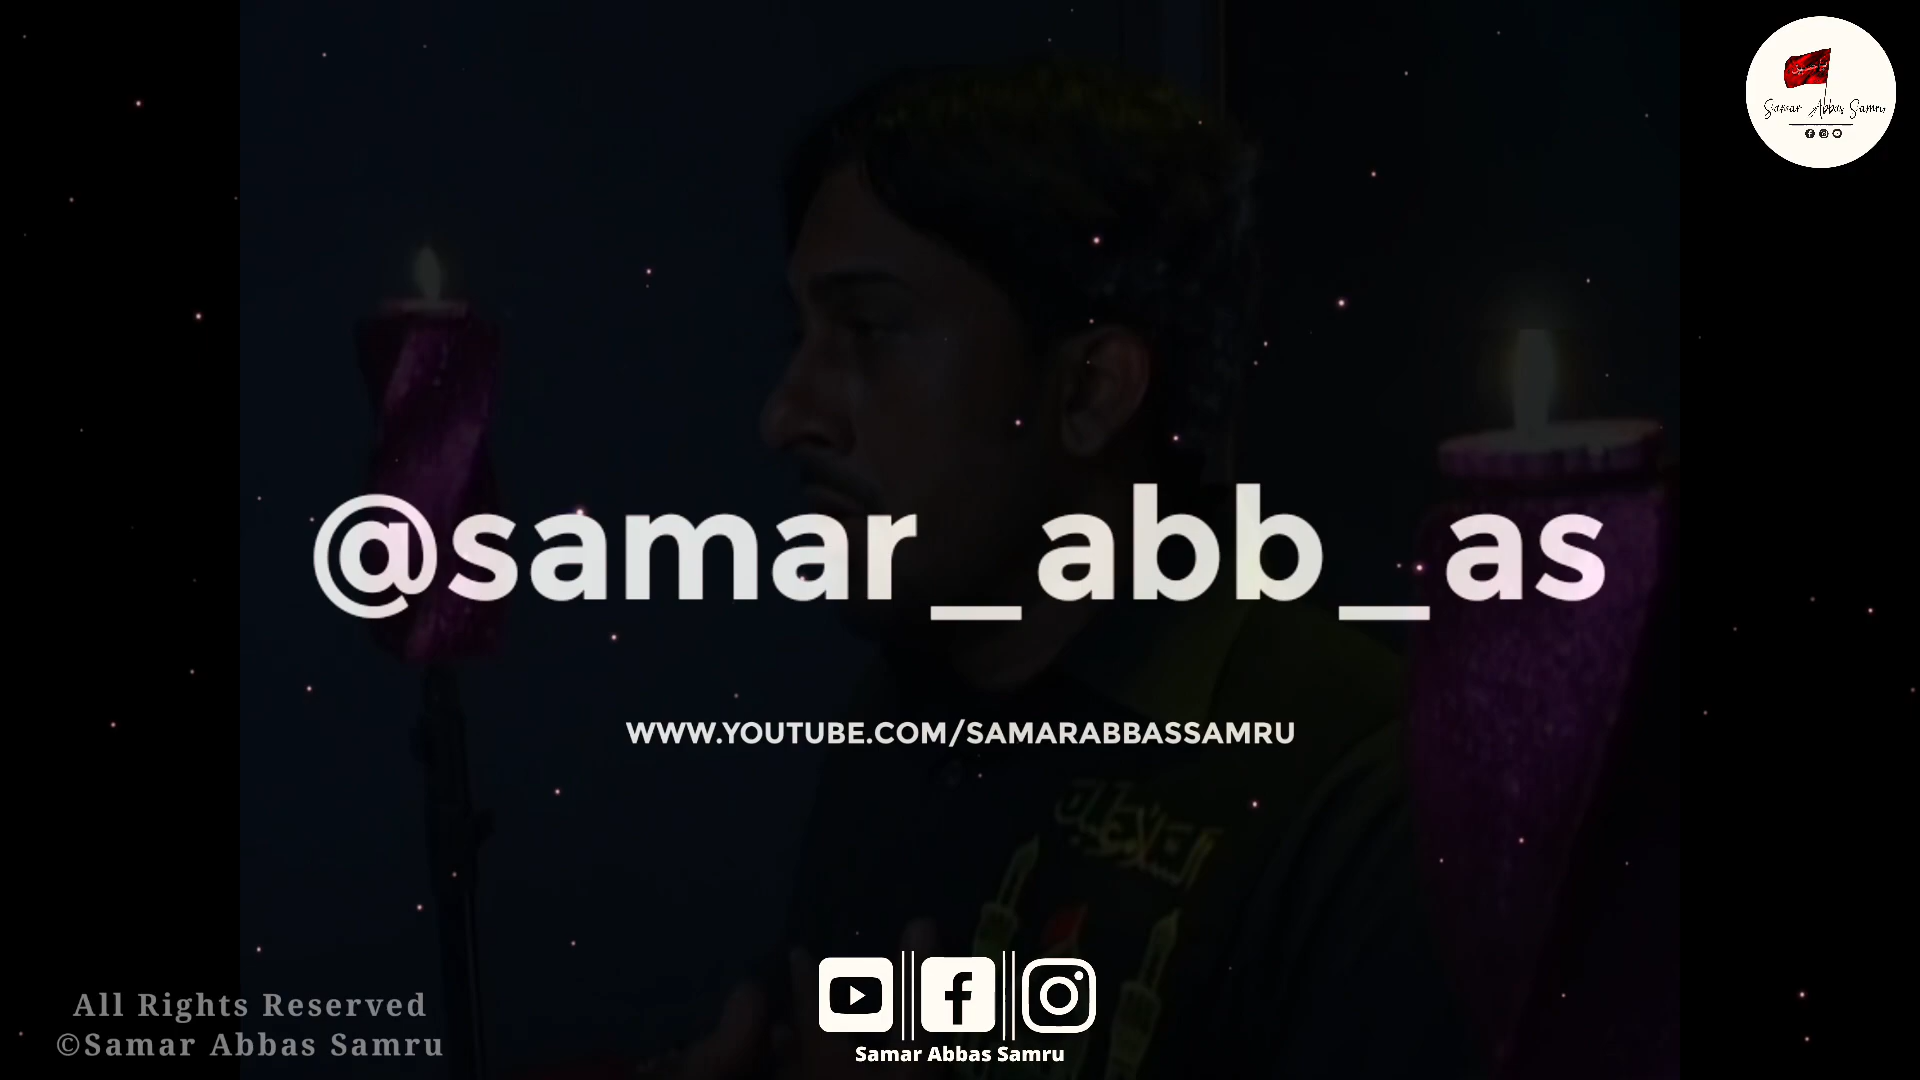 Samar Abbas Samru
@samar_abb_as
WWW.YOUTUBE.COM/SAMARABBASSAMRU
All Rights Reserved
©Samar Abbas Samru
Samar Abbas Samru